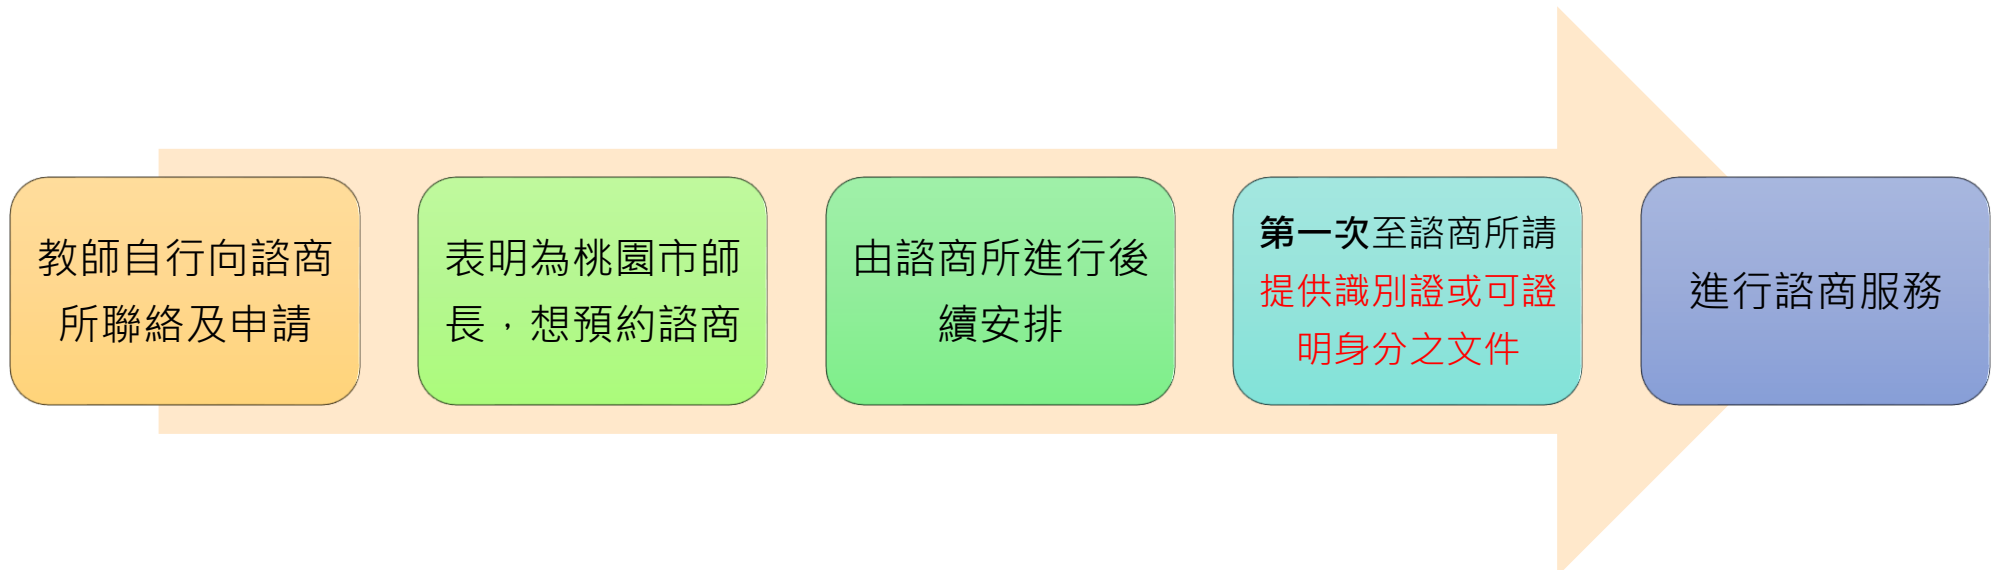 教師自行向諮商
所聯絡及申請
表明為桃園市師
長，想預約諮商
由諮商所進行後
續安排
第一次至諮商所請
提供識別證或可證
明身分之文件
進行諮商服務